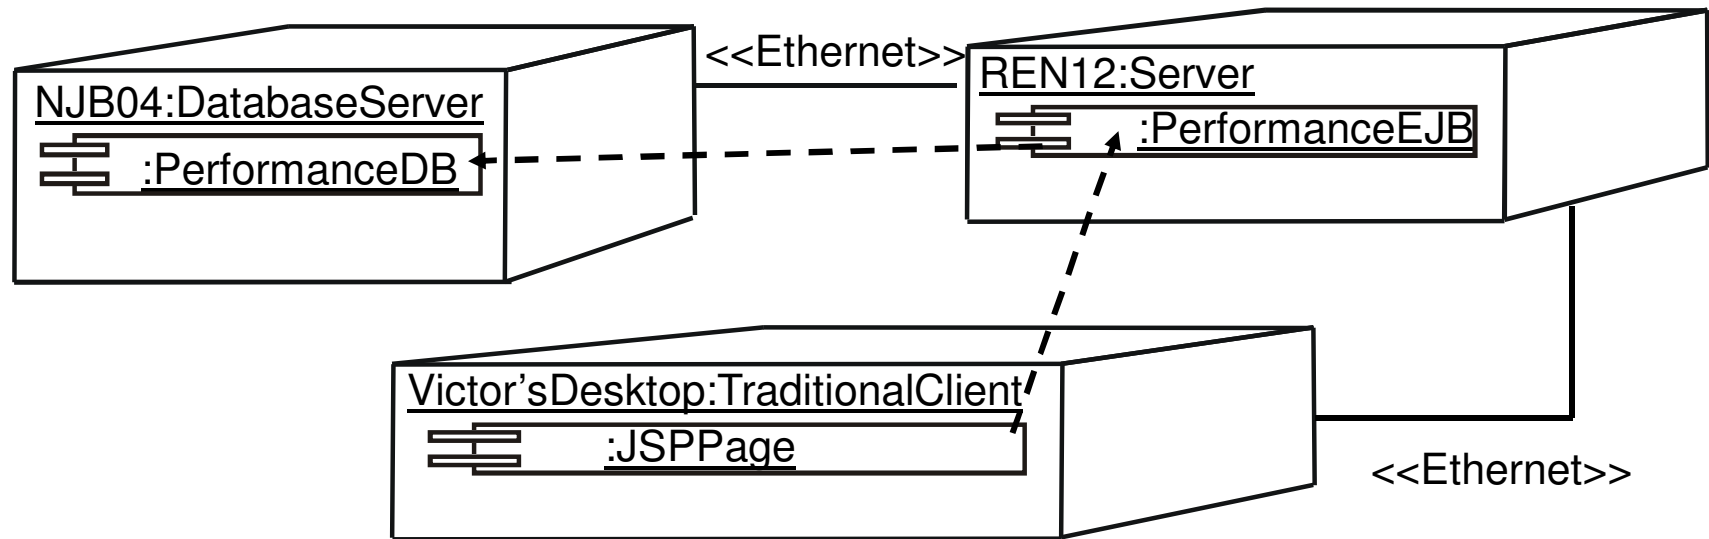 <<Ethernet>>
NJB04:DatabaseServer
:PerformanceDB
REN12:Server
:PerformanceEJB
Victor’sDesktop:TraditionalClient
:JSPPage
<<Ethernet>>